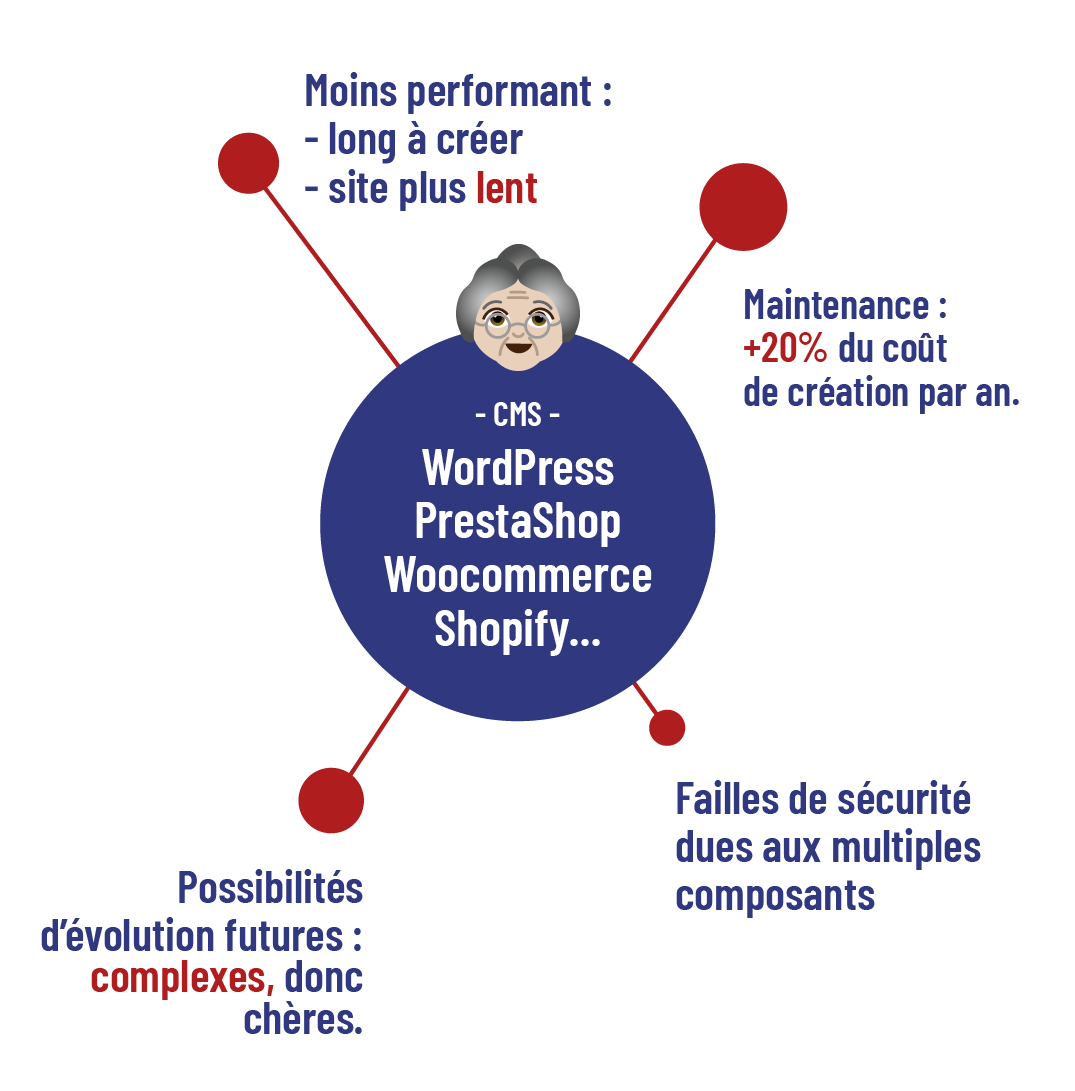 Moins performant :
- long à créer
- site plus lent
Maintenance :
+20% du coût
de création par an.
- CMS -
WordPress
PrestaShop
Woocommerce
Shopify...
Failles de sécurité
dues aux multiples
composants
Possibilités
d’évolution futures :
complexes, donc
chères.